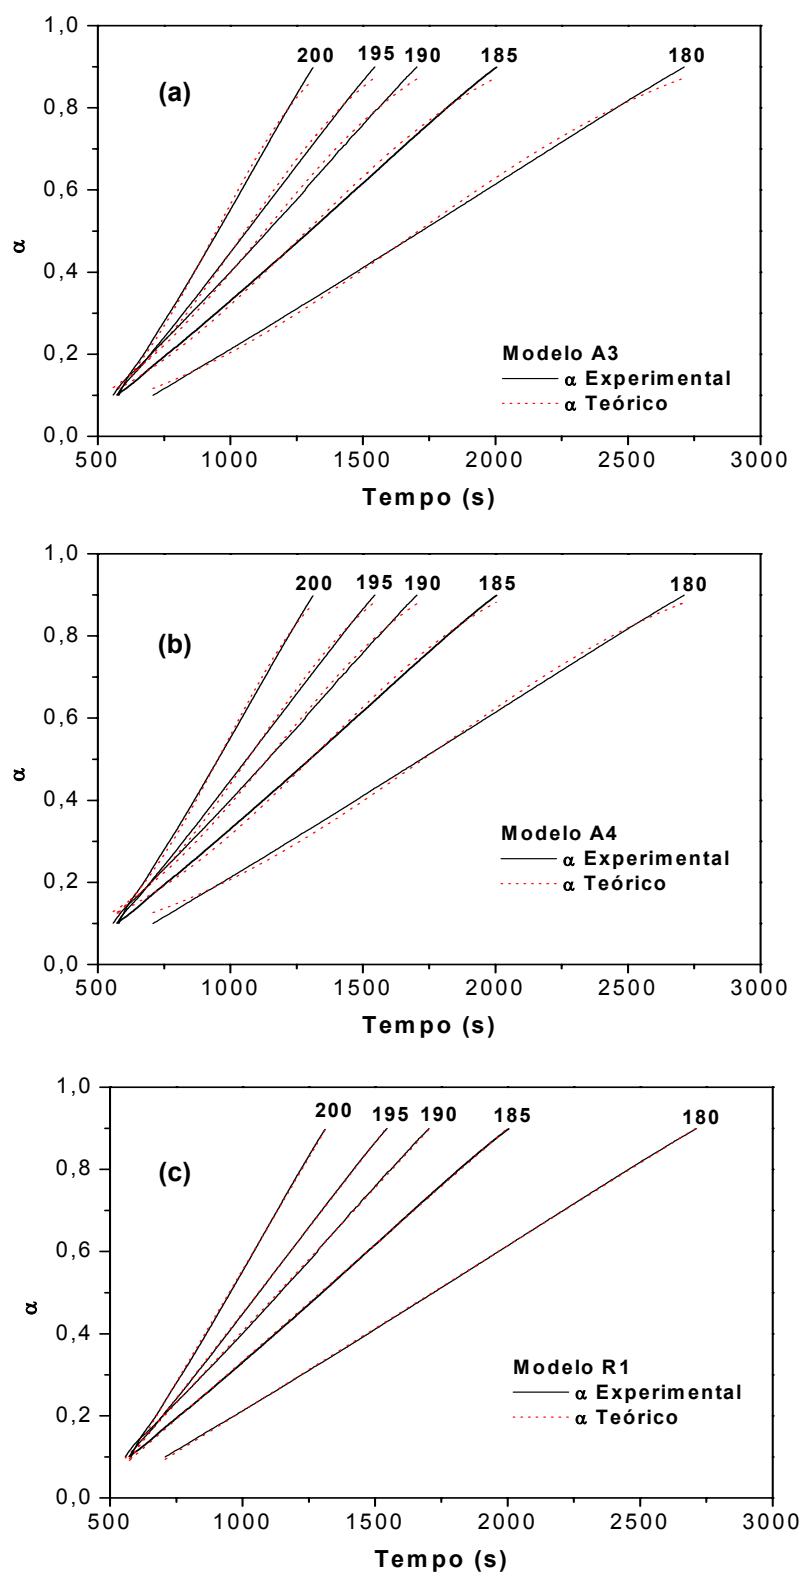 1,0
200
195
190
185
180
(a)
0,8
0,6
α
0,4
0,2
Modelo A3
α Experimental
α Teórico
0,0
500
1000
1500
2000
2500
3000
Tempo (s)
1,0
200
195
190
185
180
(b)
0,8
0,6
α
0,4
Modelo A4
α Experimental
α Teórico
0,2
0,0
500
1000
1500
2000
2500
3000
Tempo (s)
1,0
200
195
190
185
180
(c)
0,8
0,6
α
0,4
Modelo R1
α Experimental
α Teórico
0,2
0,0
500
1000
1500
2000
2500
3000
Tempo (s)